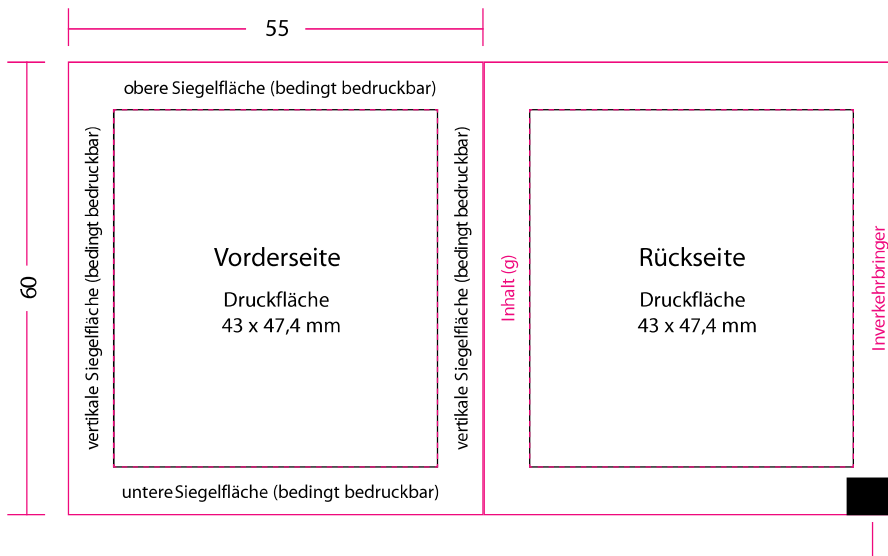 55
obere Siegelfläche (bedingt bedruckbar)
60
vertikale Siegelfläche (bedingt bedruckbar)
Vorderseite
Druckfläche
43 x 47,4 mm
vertikale Siegelfläche (bedingt bedruckbar)
untere Siegelfläche (bedingt bedruckbar)
Inhalt (g)
Rückseite
Druckfläche
43 x 47,4 mm
Inverkehrbringer